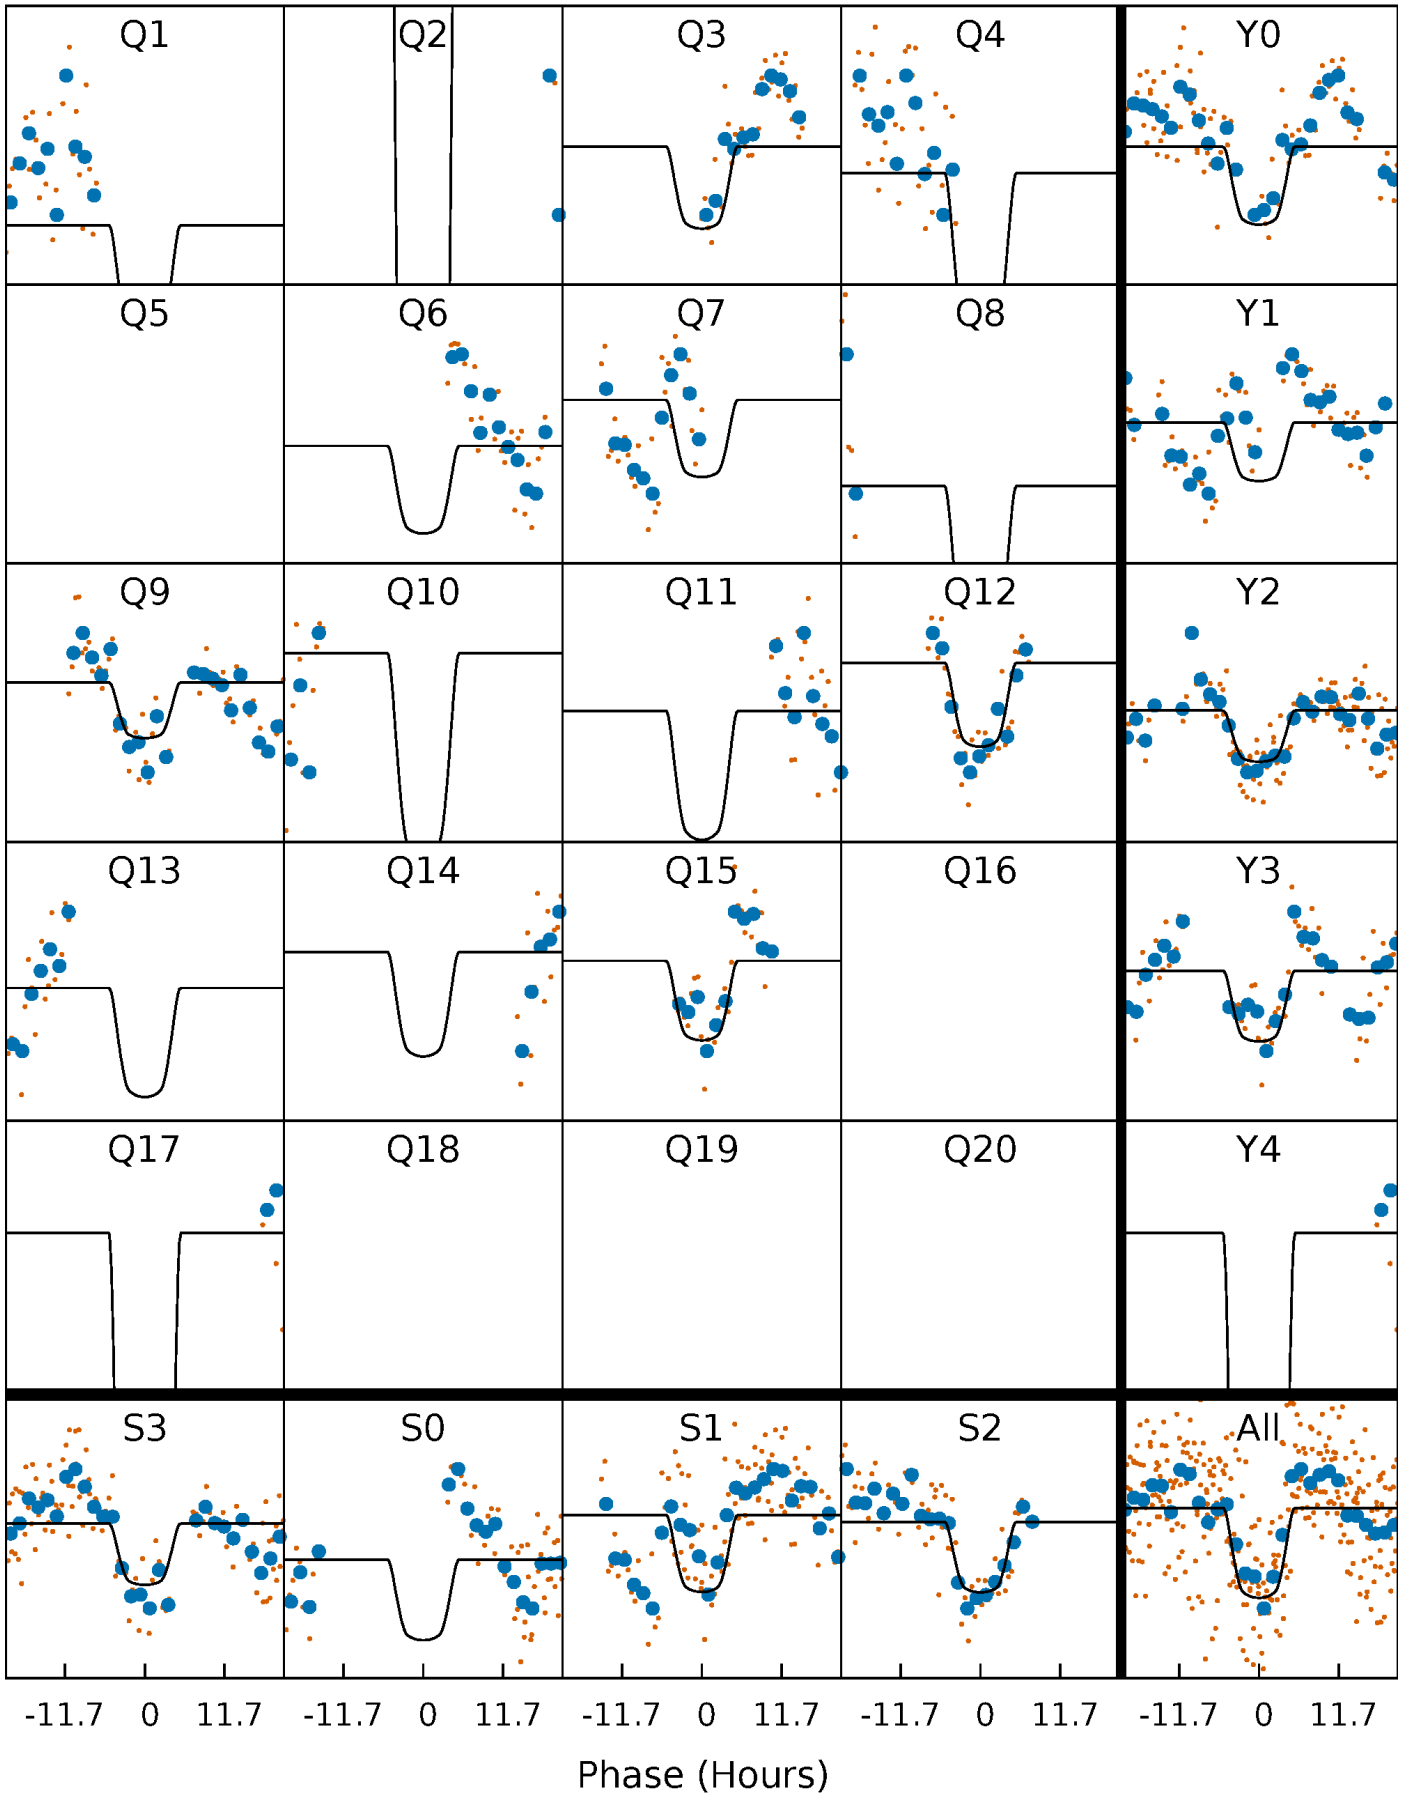 Q1 Q2 Q3 Q4 Y0
Q5 Q6 Q7 Q8 Y1
Q9 Q10 Q11 Q12 Y2
Q13 Q14 Q15 Q16 Y3
Q17 Q18 Q19 Q20 Y4
S3 S0 S1 S2 All
-11.7 0 11.7 -11.7 0 11.7 -11.7 0 11.7 -11.7 0 11.7 -11.7 0 11.7
Phase (Hours)